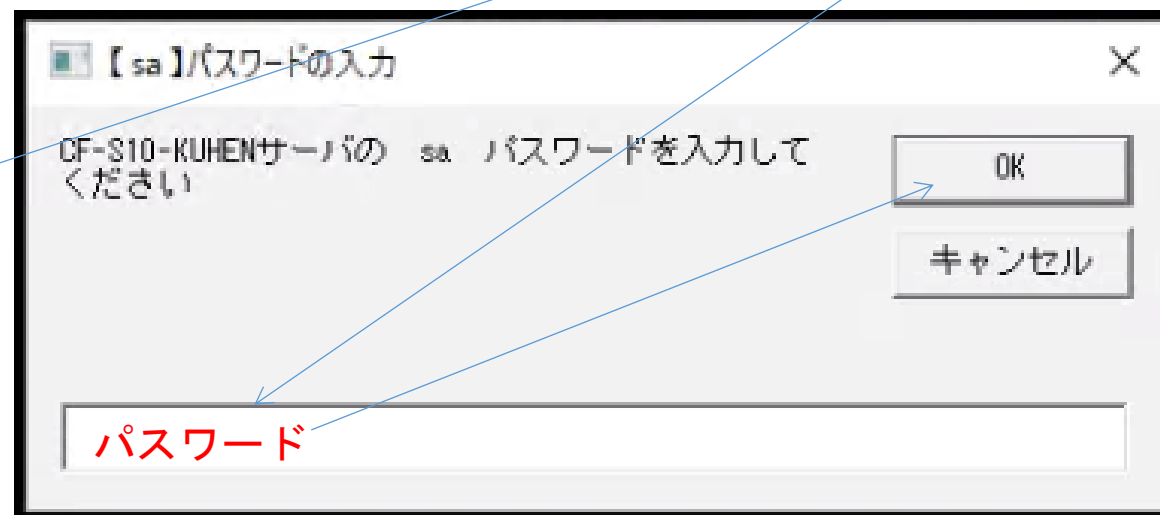 【sa】パスワードの入力
CF-S10-KUHENサーバの sa パスワードを入力して
ください
OK
キャンセル
パスワード